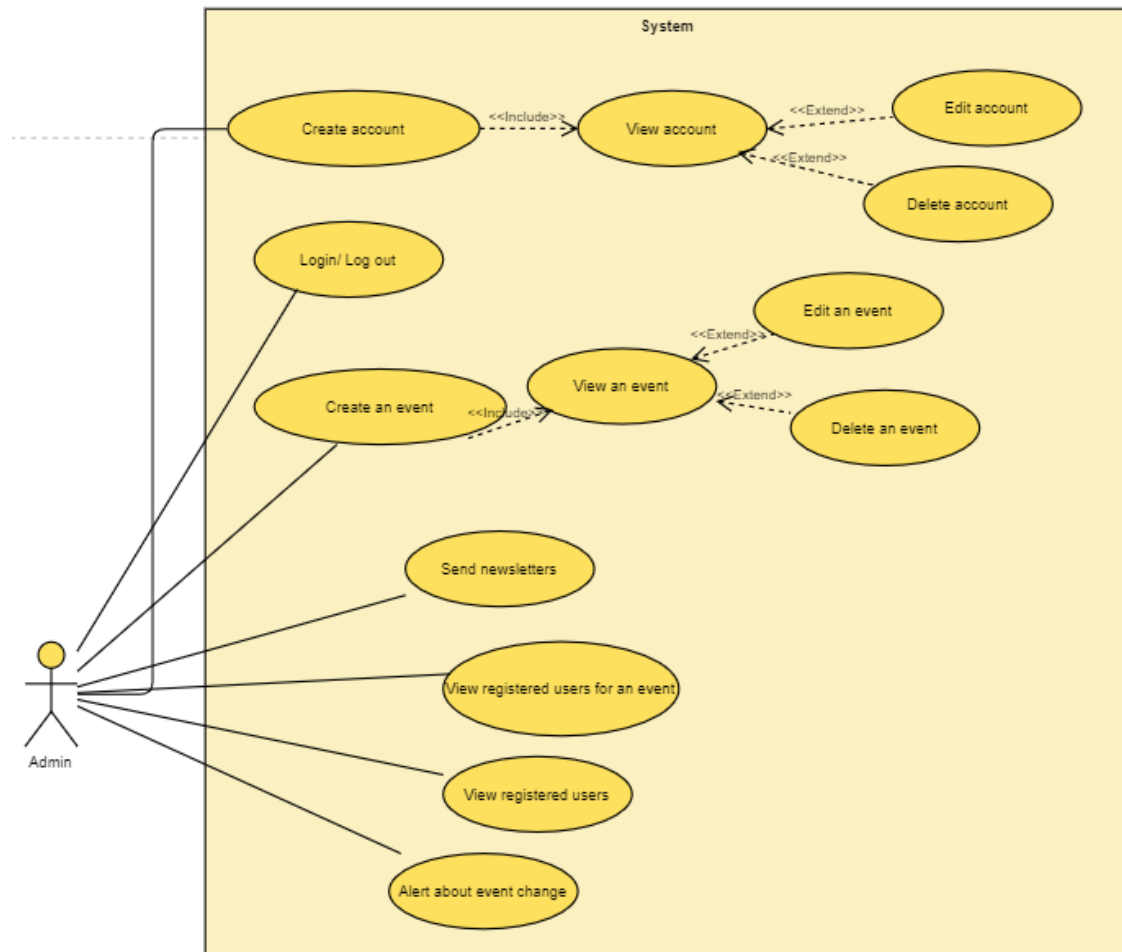 System
Create account
<<Include>>
View account
<<Extend>>
Edit account
<<Extend>>
Delete account
Login/ Log out
Edit an event
<<Extend>>
View an event
<<Extend>>
Create an event
<<Include>>
Delete an event
Send newsletters
View registered users for an event
Admin
View registered users
Alert about event change